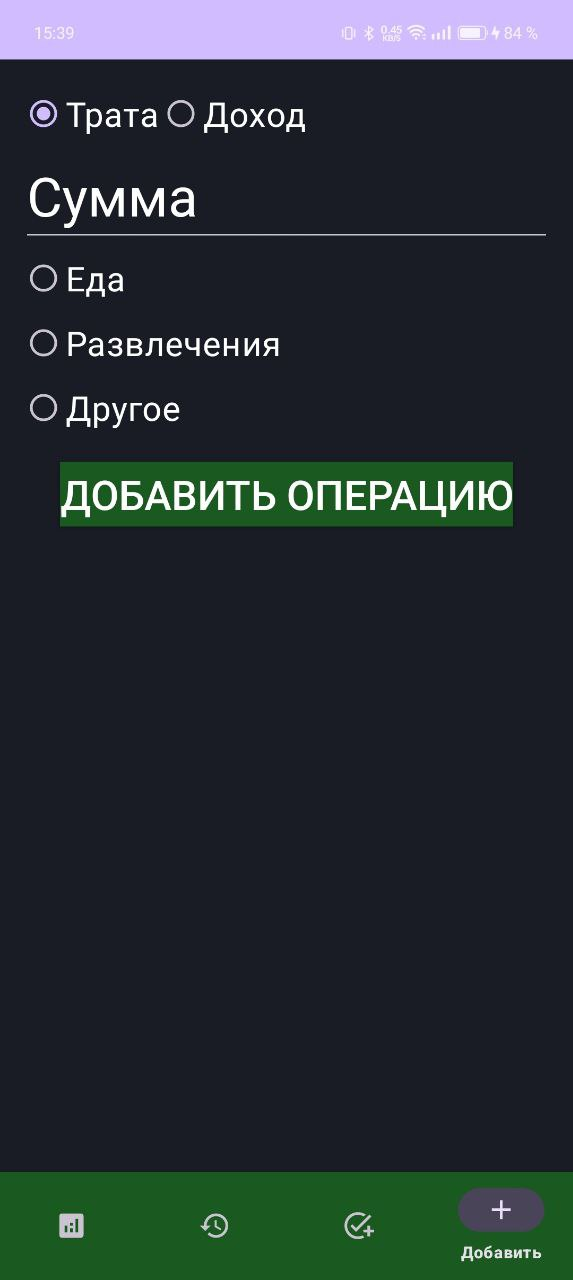 15:39 0.45 KB/S 84 %
Трата Доход
Сумма
Еда
Развлечения
Другое
ДОБАВИТЬ ОПЕРАЦИЮ
Добавить